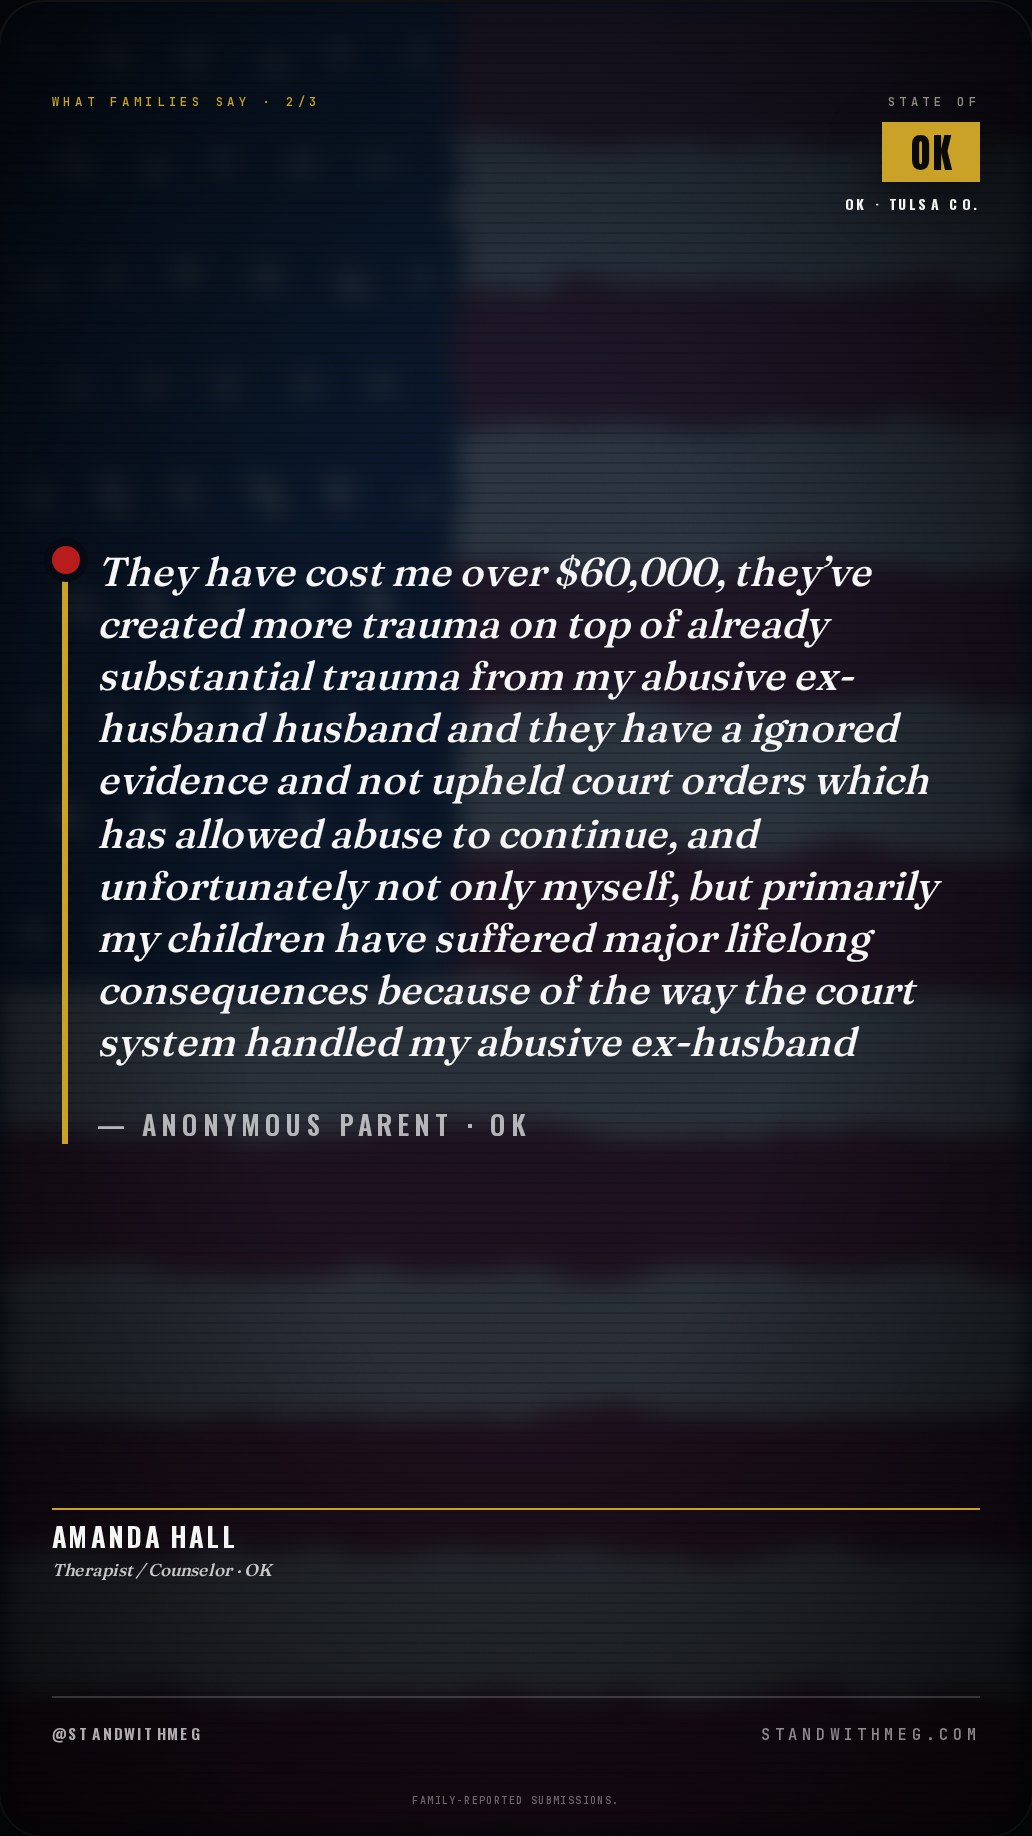 WHAT FAMILIES SAY · 2/3
STATE OF
OK
OK · TULSA CO.
They have cost me over $60,000, they’ve
created more trauma on top of already
substantial trauma from my abusive ex-
husband husband and they have a ignored
evidence and not upheld court orders which
has allowed abuse to continue, and
unfortunately not only myself, but primarily
my children have suffered major lifelong
consequences because of the way the court
system handled my abusive ex-husband
— ANONYMOUS PARENT · OK
AMANDA HALL
Therapist / Counselor · OK
@STANDWITHMEG
STANDWITHMEG.COM
FAMILY-REPORTED SUBMISSIONS.